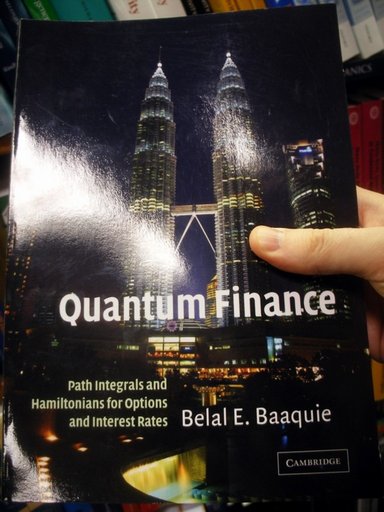 Quantum Finance
Path Integrals and
Hamiltonians for Options
and Interest Rates
Belal E. Baaquie
CAMBRIDGE